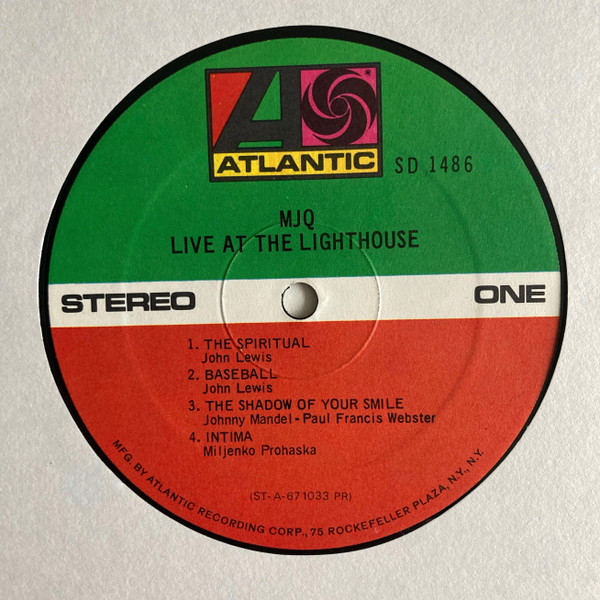 ATLANTIC
SD 1486
MJQ
LIVE AT THE LIGHTHOUSE
STEREO
ONE
1. THE SPIRITUAL
John Lewis
2. BASEBALL
John Lewis
3. THE SHADOW OF YOUR SMILE
Johnny Mandel - Paul Francis Webster
4. INTIMA
Miljenko Prohaska
(ST-A-671033 PR)
MFG. BY ATLANTIC RECORDING CORP., 75 ROCKEFELLER PLAZA, N.Y., N.Y.